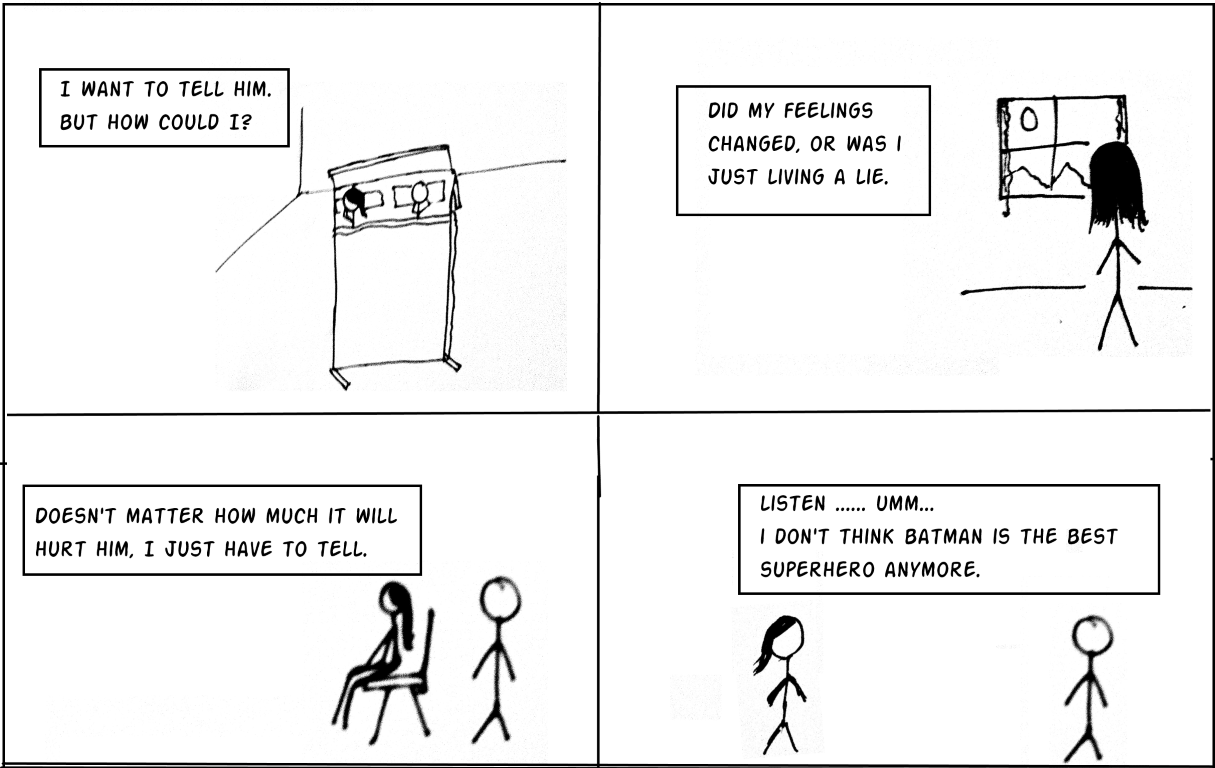 I WANT TO TELL HIM.
BUT HOW COULD I?
DID MY FEELINGS
CHANGED, OR WAS I
JUST LIVING A LIE.
DOESN'T MATTER HOW MUCH IT WILL
HURT HIM, I JUST HAVE TO TELL.
LISTEN ...... UMM...
I DON'T THINK BATMAN IS THE BEST
SUPERHERO ANYMORE.